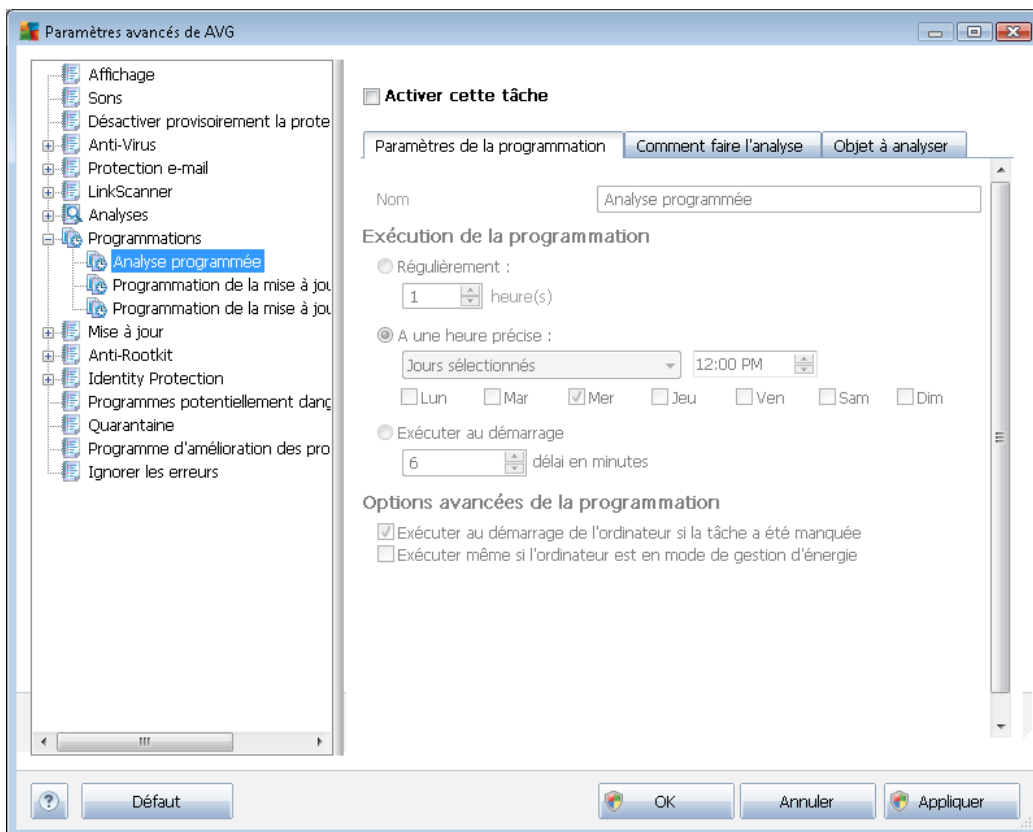 Paramètres avancés de AVG
Affichage
Sons
Désactiver provisoirement la prote
Anti-Virus
Protection e-mail
LinkScanner
Analyses
Programmations
Analyse programmée
Programmation de la mise à jou
Programmation de la mise à jou
Mise à jour
Anti-Rootkit
Identity Protection
Programmes potentiellement dang
Quarantaine
Programme d'amélioration des pro
Ignorer les erreurs
Activer cette tâche
Paramètres de la programmation Comment faire l'analyse Objet à analyser
Nom Analyse programmée
Exécution de la programmation
Régulièrement :
1 heure(s)
A une heure précise :
Jours sélectionnés 12:00 PM
Lun Mar Mer Jeu Ven Sam Dim
Exécuter au démarrage
6 délai en minutes
Options avancées de la programmation
Exécuter au démarrage de l'ordinateur si la tâche a été manquée
Exécuter même si l'ordinateur est en mode de gestion d'énergie
? Défaut OK Annuler Appliquer